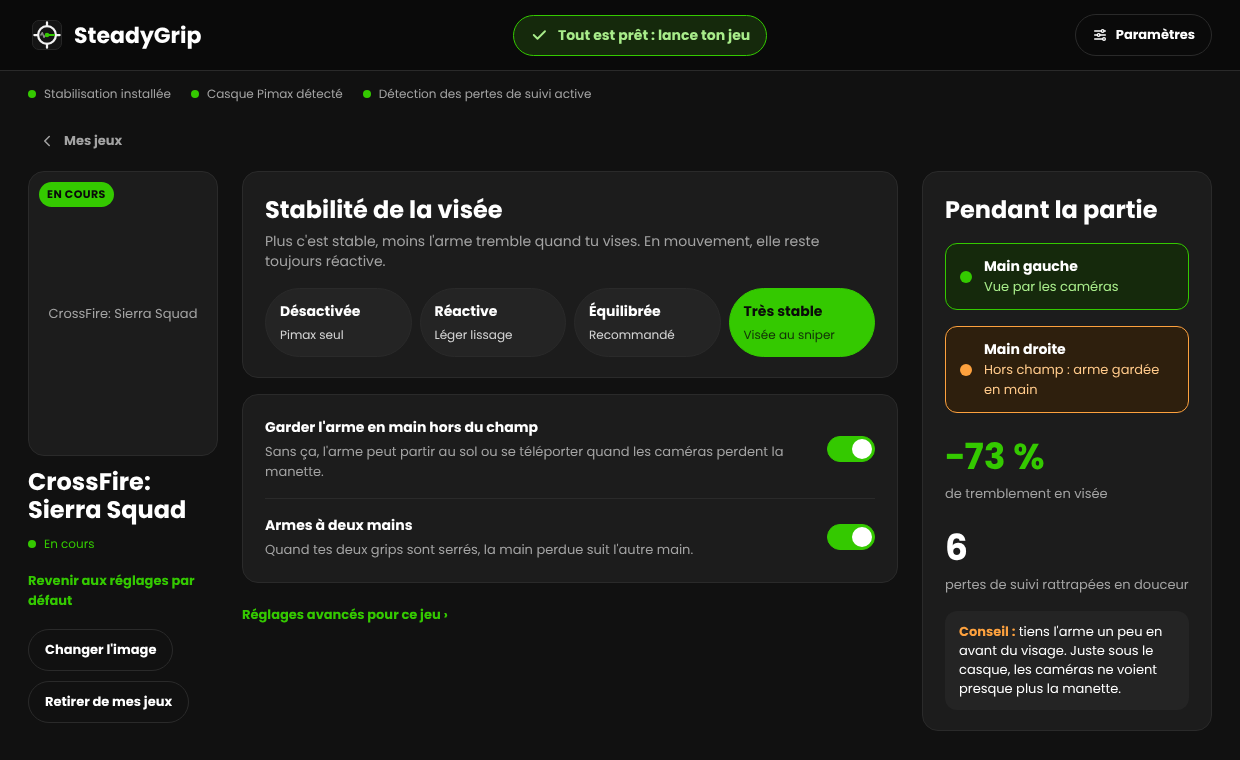 SteadyGrip
Tout est prêt : lance ton jeu
Paramètres
Stabilisation installée
Casque Pimax détecté
Détection des pertes de suivi active
Mes jeux
EN COURS
CrossFire: Sierra Squad
CrossFire:
Sierra Squad
En cours
Revenir aux réglages par
défaut
Changer l'image
Retirer de mes jeux
Stabilité de la visée
Plus c'est stable, moins l'arme tremble quand tu vises. En mouvement, elle reste
toujours réactive.
Désactivée
Pimax seul
Réactive
Léger lissage
Équilibrée
Recommandé
Très stable
Visée au sniper
Garder l'arme en main hors du champ
Sans ça, l'arme peut partir au sol ou se téléporter quand les caméras perdent la
manette.
Armes à deux mains
Quand tes deux grips sont serrés, la main perdue suit l'autre main.
Réglages avancés pour ce jeu ›
Pendant la partie
Main gauche
Vue par les caméras
Main droite
Hors champ : arme gardée
en main
−73 %
de tremblement en visée
6
pertes de suivi rattrapées en douceur
Conseil : tiens l'arme un peu en
avant du visage. Juste sous le
casque, les caméras ne voient
presque plus la manette.